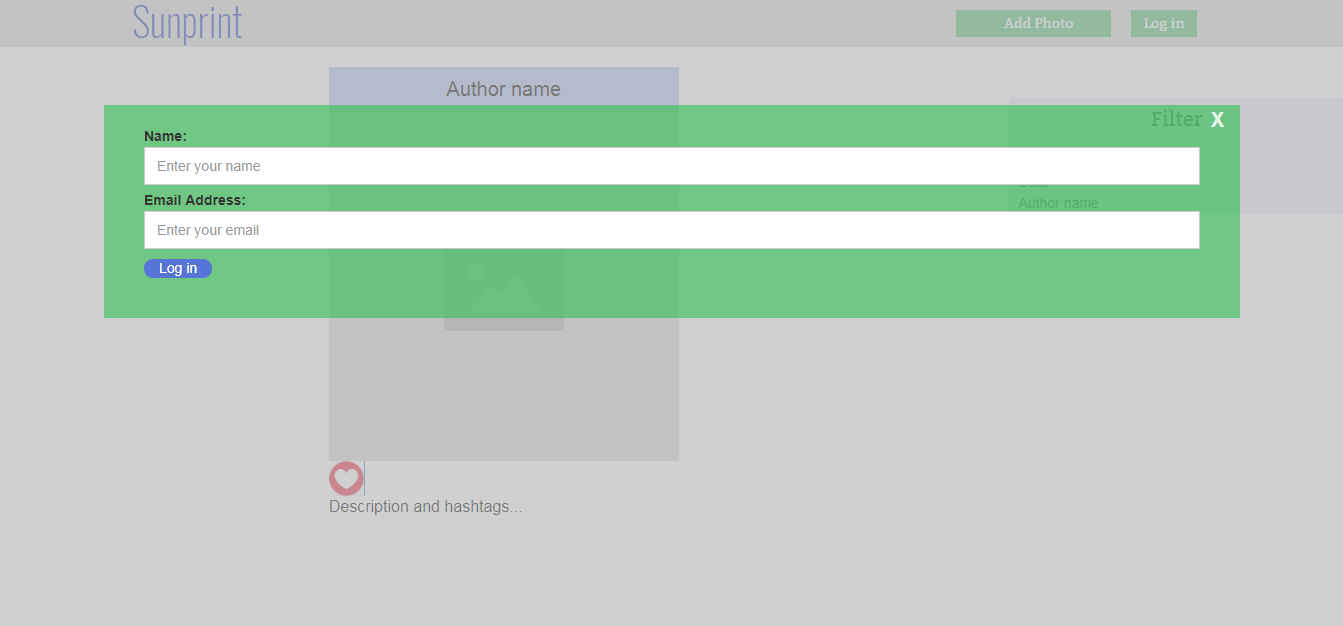 Sunprint
Add Photo
Log in
Author name
Filter X
Name:
Enter your name
Email Address:
Enter your email
Author name
Log in
Description and hashtags...